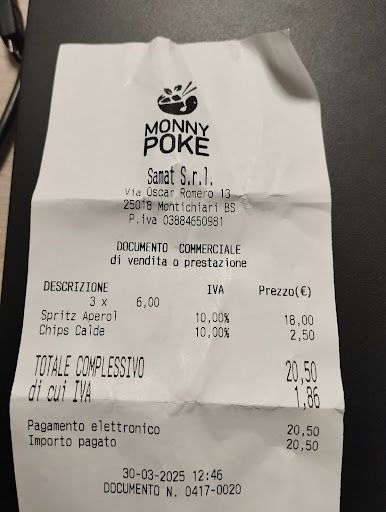 MONNY
POKE
Samat S.r.l.
Via Oscar Romero 13
25018 Montichiari BS
P.iva 03884650981
DOCUMENTO COMMERCIALE
di vendita o prestazione
DESCRIZIONE IVA Prezzo(€)
3 x 6,00
Spritz Aperol 10,00% 18,00
Chips Calde 10,00% 2,50
TOTALE COMPLESSIVO 20,50
di cui IVA 1,86
Pagamento elettronico 20,50
Importo pagato 20,50
30-03-2025 12:46
DOCUMENTO N. 0417-0020